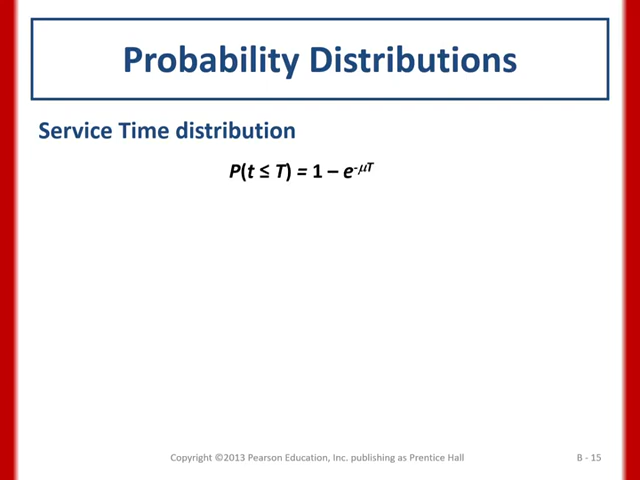 Probability Distributions
Service Time distribution
P(t ≤ T) = 1 – e^-μT
Copyright ©2013 Pearson Education, Inc. publishing as Prentice Hall
B - 15